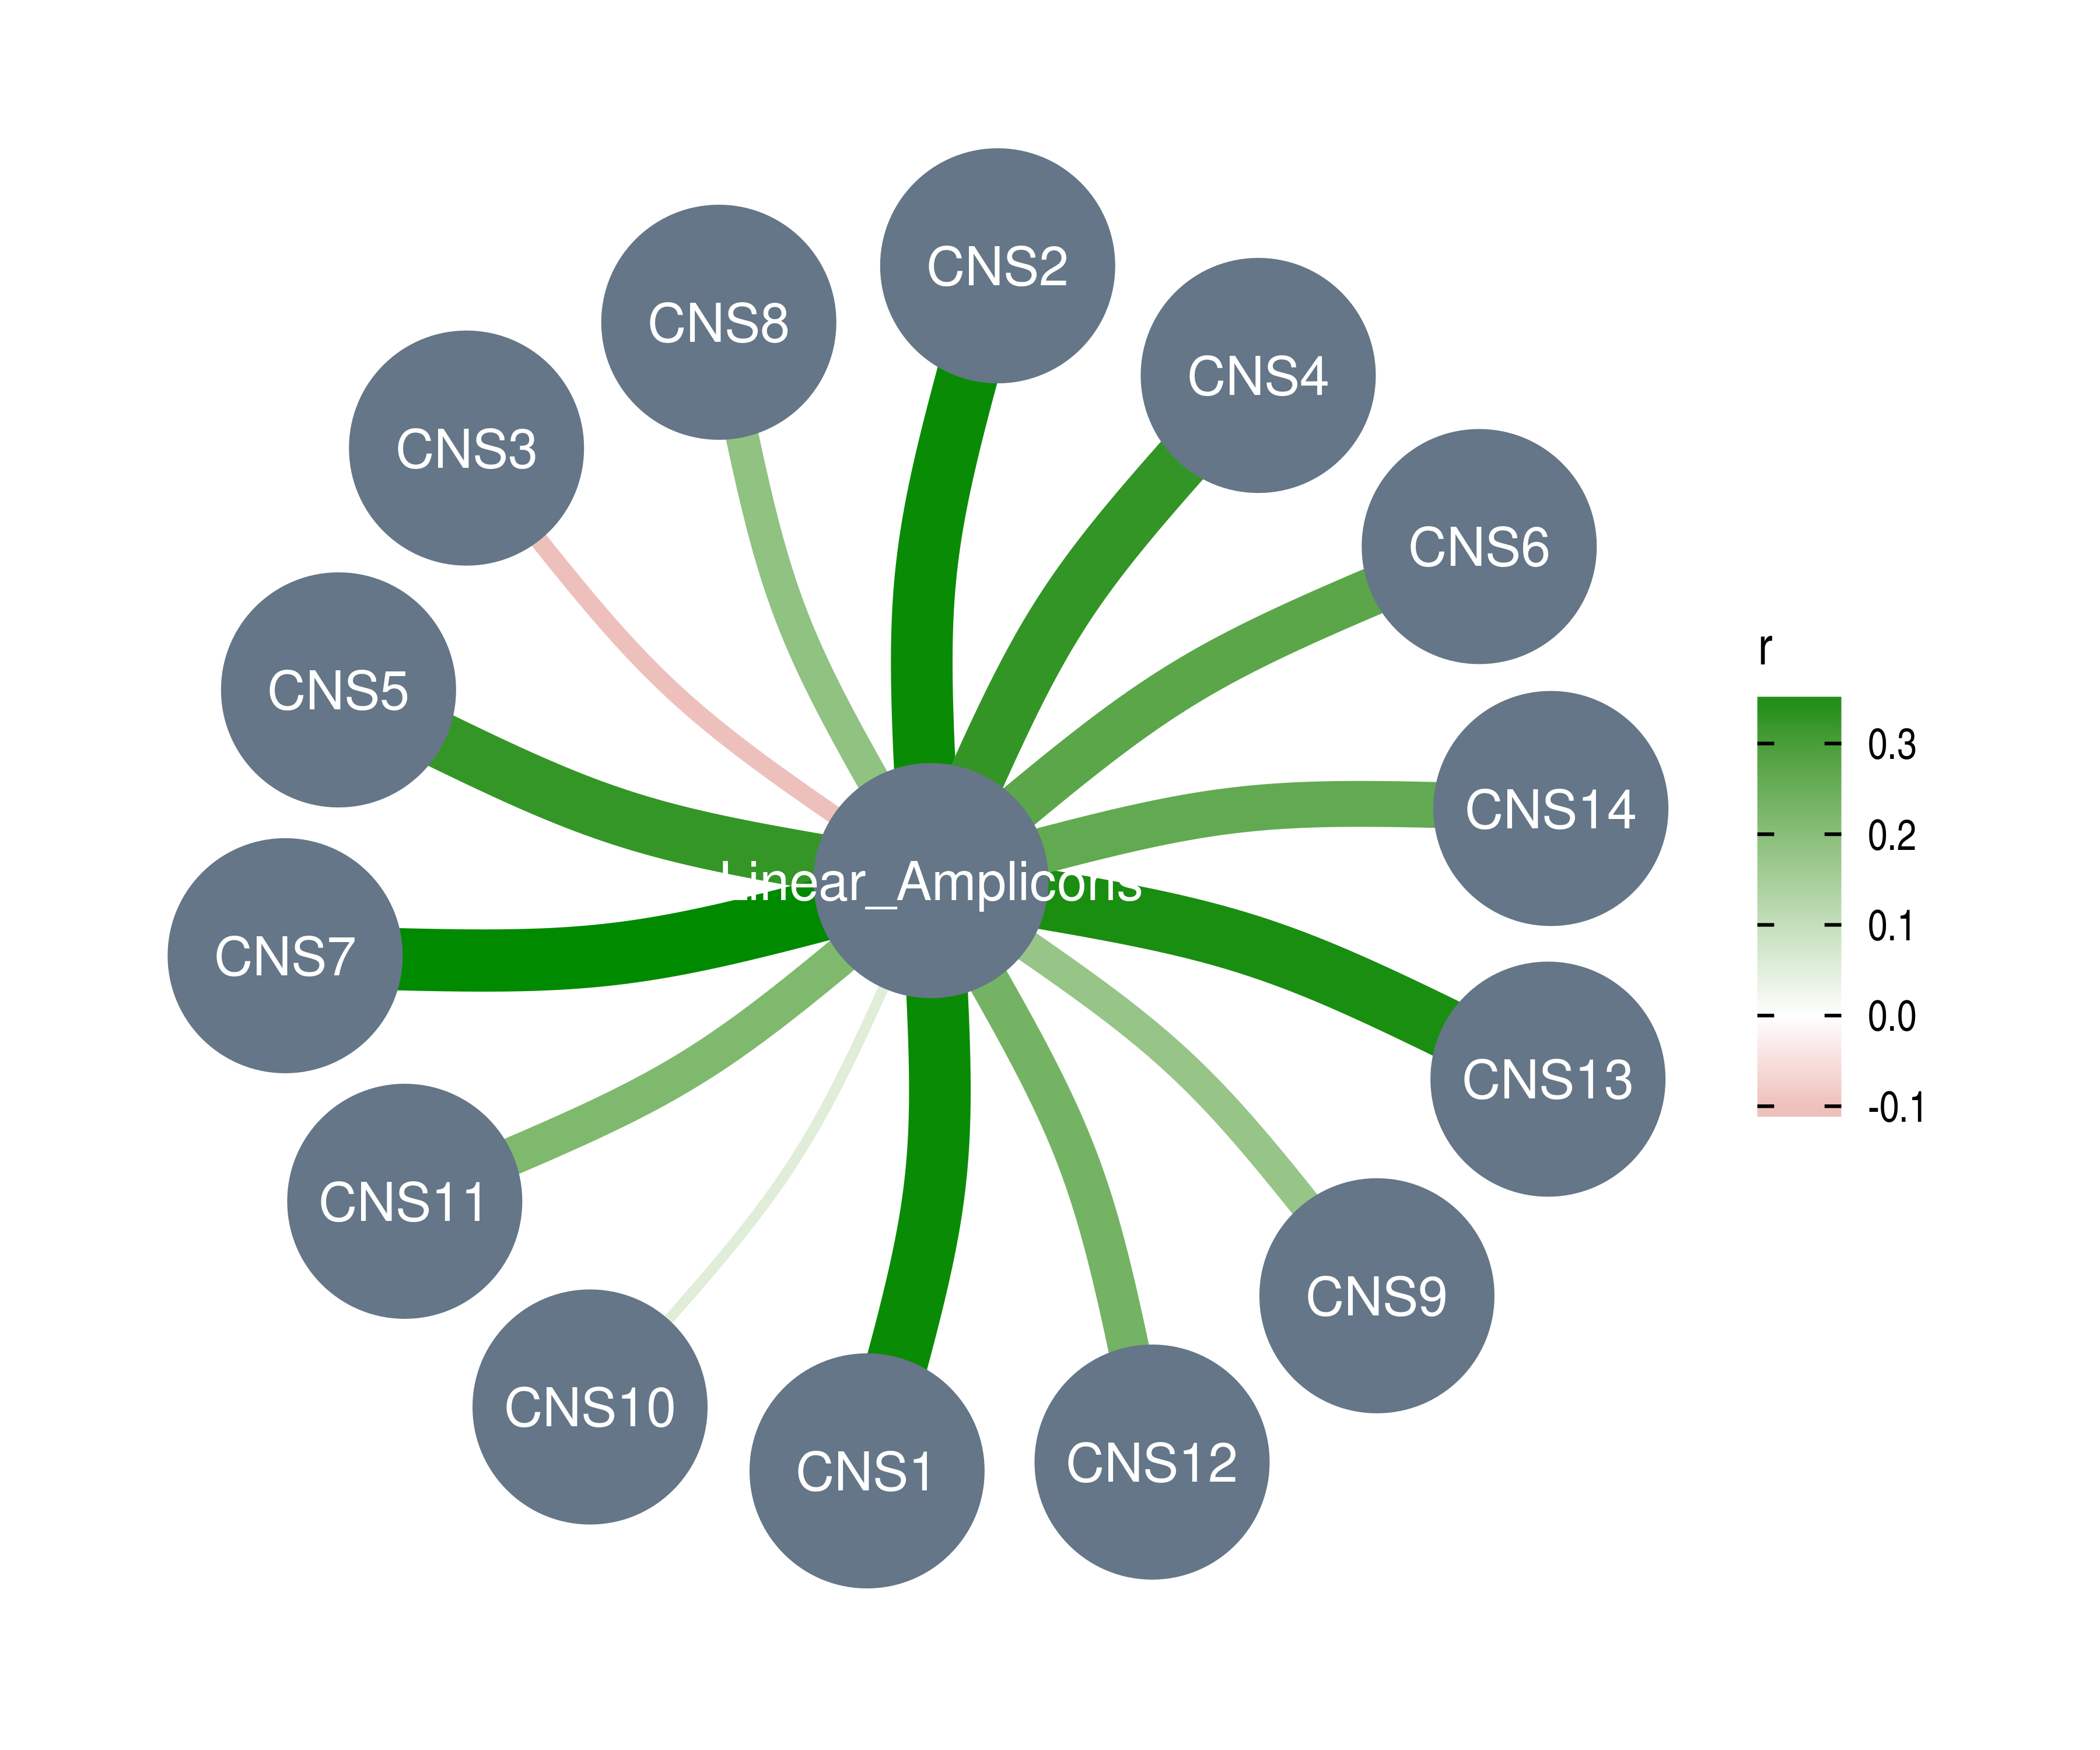 CNS2
CNS8
CNS4
CNS3
CNS6
r
CNS5
0.3
CNS14
0.2
Linear_Amplicons
0.1
CNS7
0.0
CNS13
-0.1
CNS11
CNS9
CNS10
CNS12
CNS1